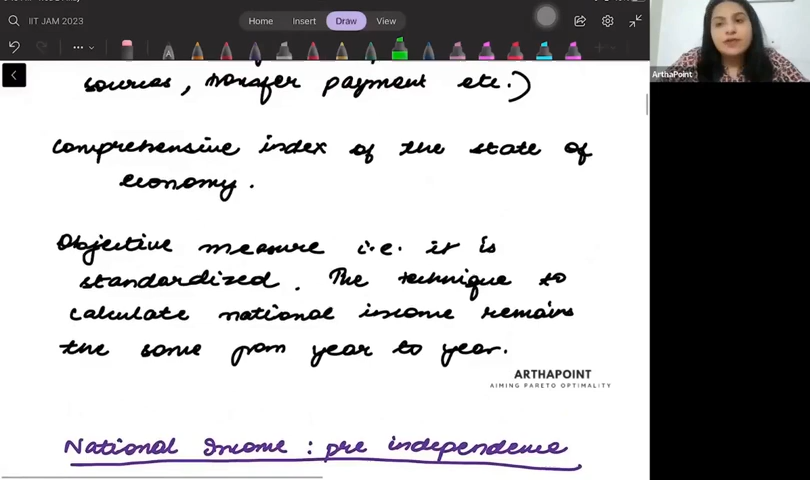 IIT JAM 2023
Home Insert Draw View
sources, transfer payment etc.)
ArthaPoint
Comprehensive index of the state of
economy.
Objective measure i.e. it is
standardized. The technique to
calculate national income remains
the same from year to year.
ARTHAPOINT
AIMING PARETO OPTIMALITY
National Income : pre independence